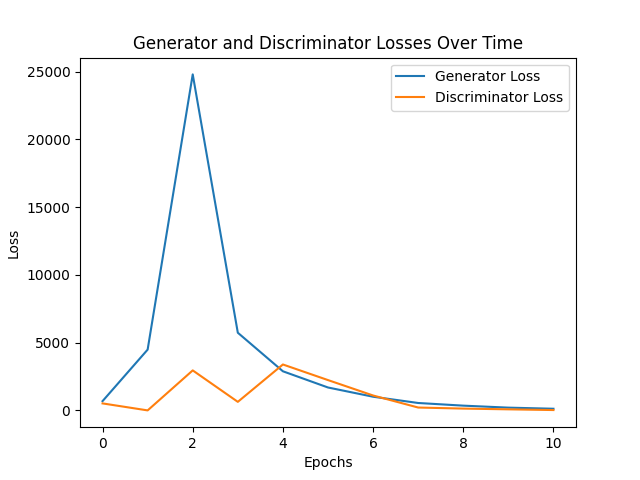 Generator and Discriminator Losses Over Time
Generator Loss
Discriminator Loss
25000
20000
15000
10000
5000
0
Loss
0 2 4 6 8 10
Epochs